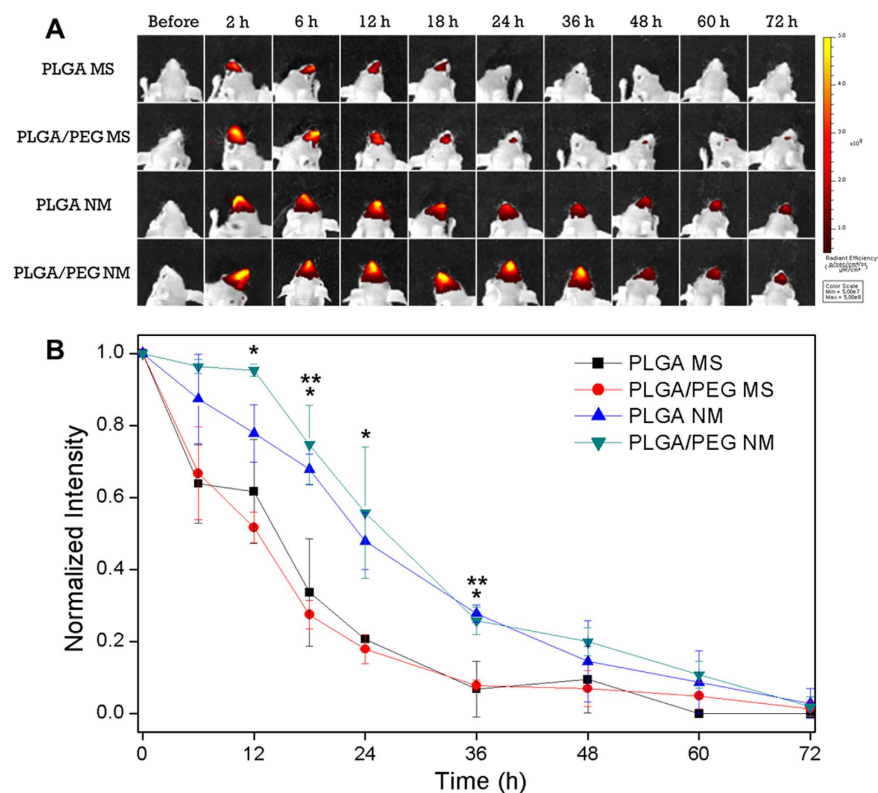 A
Before 2 h 6 h 12 h 18 h 24 h 36 h 48 h 60 h 72 h
PLGA MS
PLGA/PEG MS
PLGA NM
PLGA/PEG NM
5.0
4.0
3.0
x10⁸
2.0
1.0
Radiant Efficiency
Color Scale
Min = 5.00e7
Max = 5.00e8
B
Normalized Intensity
1.0
0.8
0.6
0.4
0.2
0.0
*
**
*
*
**
*
PLGA MS
PLGA/PEG MS
PLGA NM
PLGA/PEG NM
0 12 24 36 48 60 72
Time (h)